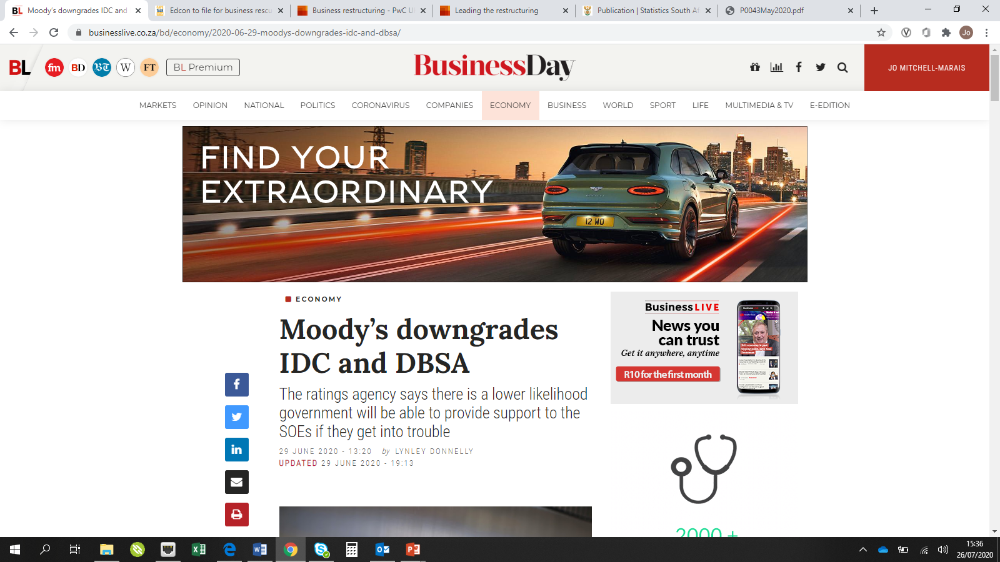 BL Moody's downgrades IDC and
Edcon to file for business rescu
Business restructuring - PwC U
Leading the restructuring
Publication | Statistics South Af
P0043May2020.pdf
businesslive.co.za/bd/economy/2020-06-29-moodys-downgrades-idc-and-dbsa/
Jo
BL
fm
BD
BT
W
FT
BL Premium
BusinessDay
JO MITCHELL-MARAIS
MARKETS
OPINION
NATIONAL
POLITICS
CORONAVIRUS
COMPANIES
ECONOMY
BUSINESS
WORLD
SPORT
LIFE
MULTIMEDIA & TV
E-EDITION
FIND YOUR
EXTRAORDINARY
BENTLEY
12 WO
ECONOMY
Moody's downgrades
IDC and DBSA
The ratings agency says there is a lower likelihood
government will be able to provide support to the
SOEs if they get into trouble
29 JUNE 2020 - 13:20 by LYNLEY DONNELLY
UPDATED 29 JUNE 2020 - 19:13
BusinessLIVE
News you
can trust
Get it anywhere, anytime
R10 for the first month
2000 +
15:36
26/07/2020